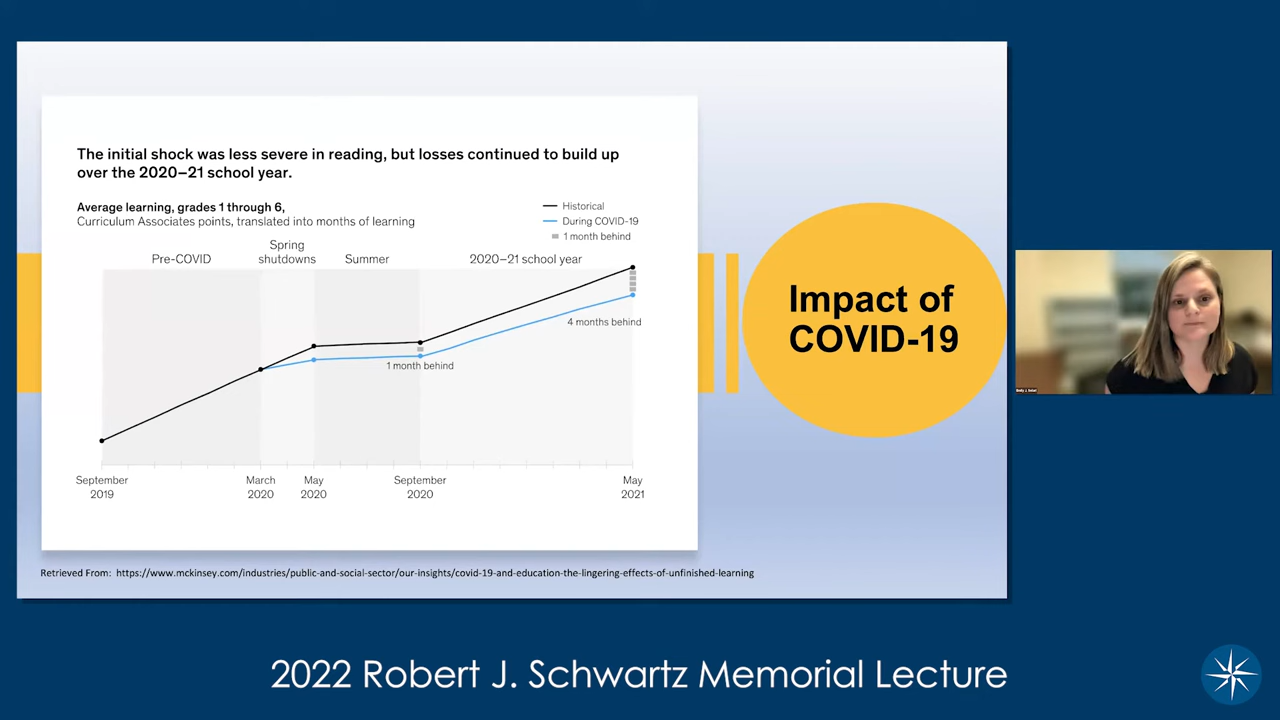 The initial shock was less severe in reading, but losses continued to build up
over the 2020–21 school year.
Average learning, grades 1 through 6,
Curriculum Associates points, translated into months of learning
Historical
During COVID-19
1 month behind
Pre-COVID
Spring
shutdowns
Summer
2020–21 school year
4 months behind
1 month behind
September
2019
March
2020
May
2020
September
2020
May
2021
Impact of
COVID-19
Retrieved From: https://www.mckinsey.com/industries/public-and-social-sector/our-insights/covid-19-and-education-the-lingering-effects-of-unfinished-learning
2022 Robert J. Schwartz Memorial Lecture